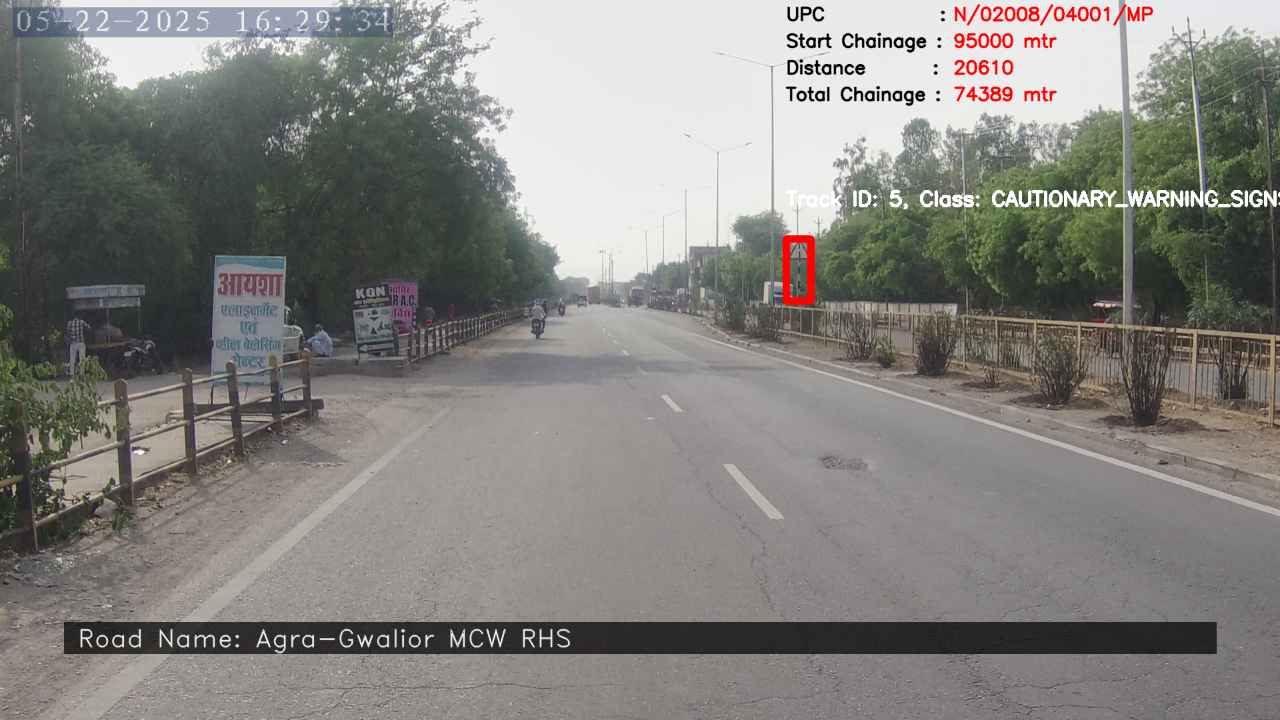 05-22-2025 16:29:34
UPC : N/02008/04001/MP
Start Chainage : 95000 mtr
Distance : 20610
Total Chainage : 74389 mtr
Track ID: 5, Class: CAUTIONARY_WARNING_SIGNS
आयशा
एलाइनमेंट
एवं
व्हील बेलेंसिंग
सेन्टर
KGN
R.A.C.
Road Name: Agra-Gwalior MCW RHS